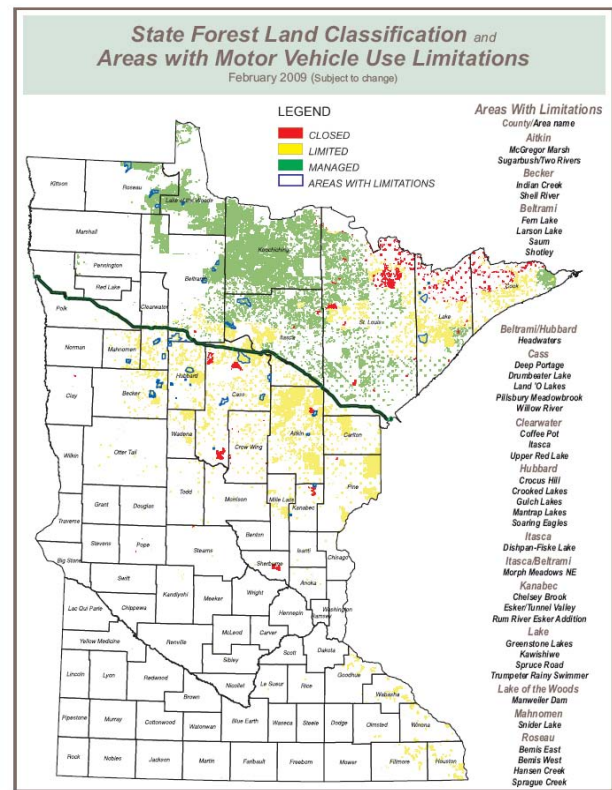 State Forest Land Classification and
Areas with Motor Vehicle Use Limitations
February 2009 (Subject to change)
LEGEND
CLOSED
LIMITED
MANAGED
AREAS WITH LIMITATIONS
Areas With Limitations
County/Area name
Aitkin
McGregor Marsh
Sugarbush/Two Rivers
Becker
Indian Creek
Shell River
Beltrami
Fern Lake
Larson Lake
Saum
Shotley
Beltrami/Hubbard
Headwaters
Cass
Deep Portage
Drumbeater Lake
Land 'O Lakes
Pillsbury Meadowbrook
Willow River
Clearwater
Coffee Pot
Itasca
Upper Red Lake
Hubbard
Crocus Hill
Crooked Lakes
Gulch Lakes
Mantrap Lakes
Soaring Eagles
Itasca
Dishpan-Fiske Lake
Itasca/Beltrami
Morph Meadows NE
Kanabec
Chelsey Brook
Esker/Tunnel Valley
Rum River Esker Addition
Lake
Greenstone Lakes
Kawishiwe
Spruce Road
Trumpeter Rainy Swimmer
Lake of the Woods
Manweiler Dam
Mahnomen
Snider Lake
Roseau
Bemis East
Bemis West
Hansen Creek
Sprague Creek
Kittson
Roseau
Lake of the Woods
Marshall
Koochiching
Pennington
Red Lake
Beltrami
Polk
Clearwater
Itasca
St. Louis
Lake
Cook
Norman
Mahnomen
Hubbard
Cass
Clay
Becker
Wadena
Crow Wing
Aitkin
Carlton
Wilkin
Otter Tail
Todd
Morrison
Mille Lacs
Kanabec
Pine
Grant
Douglas
Traverse
Stevens
Pope
Stearns
Benton
Isanti
Chisago
Big Stone
Sherburne
Anoka
Swift
Kandiyohi
Meeker
Wright
Hennepin
Ramsey
Washington
Lac Qui Parle
Chippewa
McLeod
Carver
Yellow Medicine
Renville
Scott
Dakota
Sibley
Lincoln
Lyon
Redwood
Nicollet
Le Sueur
Rice
Goodhue
Wabasha
Brown
Pipestone
Murray
Cottonwood
Watonwan
Blue Earth
Waseca
Steele
Dodge
Olmsted
Winona
Rock
Nobles
Jackson
Martin
Faribault
Freeborn
Mower
Fillmore
Houston